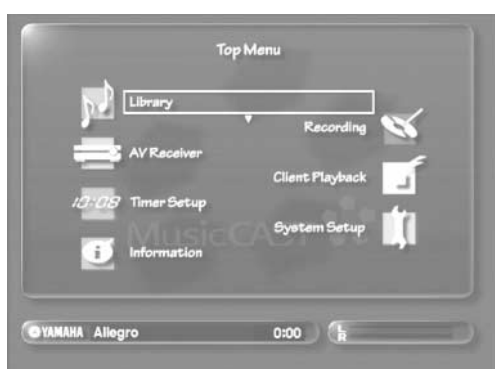 Top Menu
Library
Recording
AV Receiver
Client Playback
10:08 Timer Setup
System Setup
MusicCAST
i Information
YAMAHA Allegro 0:00 L
R